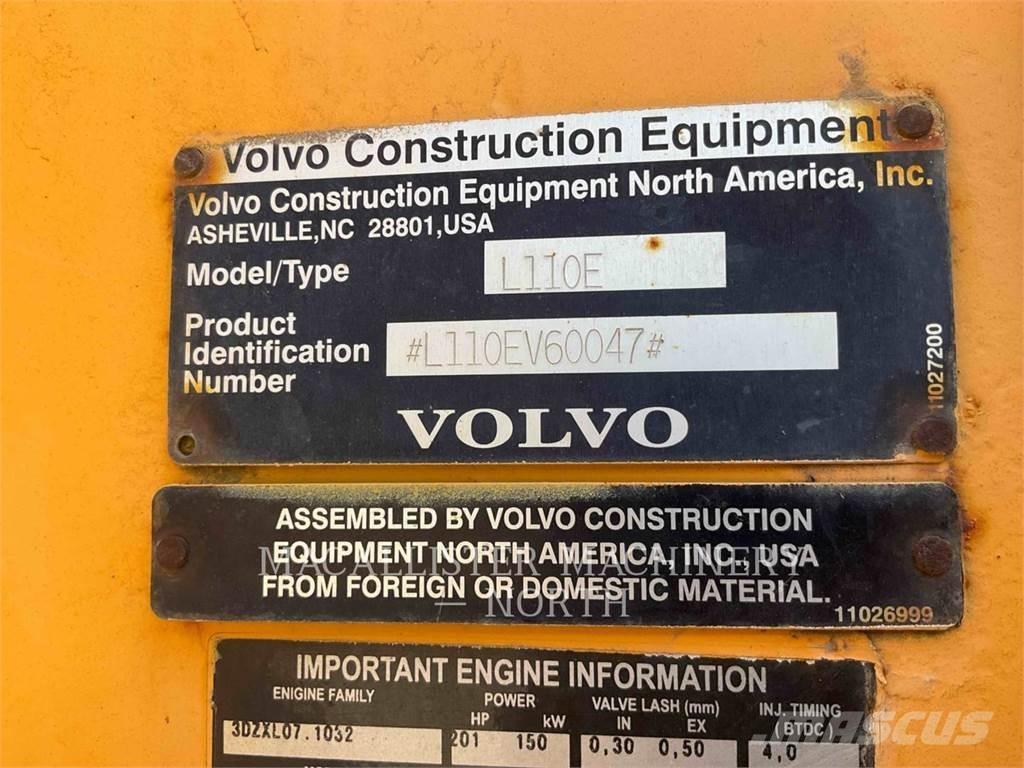 Volvo Construction Equipment
Volvo Construction Equipment North America, Inc.
ASHEVILLE,NC 28801,USA
Model/Type L110E
Product Identification Number #L110EV60047#
11027200
VOLVO
ASSEMBLED BY VOLVO CONSTRUCTION
EQUIPMENT NORTH AMERICA, INC., USA
FROM FOREIGN OR DOMESTIC MATERIAL.
11026999
MACALLISTER MACHINERY
— NORTH
IMPORTANT ENGINE INFORMATION
ENIGINE FAMILY POWER VALVE LASH (mm) INJ. TIMING
HP kW IN EX (BTDC)
3DZXL07.1032 201 150 0,30 0,50 4,0
MASCUS